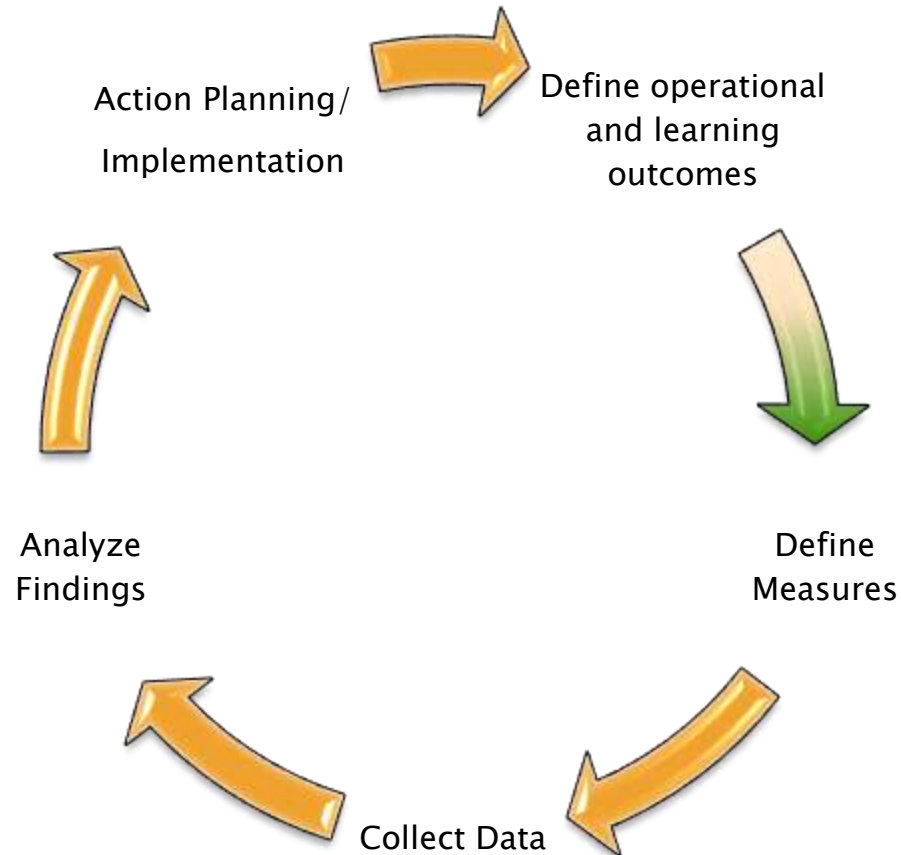 Action Planning/
Implementation
Define operational
and learning
outcomes
Define
Measures
Collect Data
Analyze
Findings